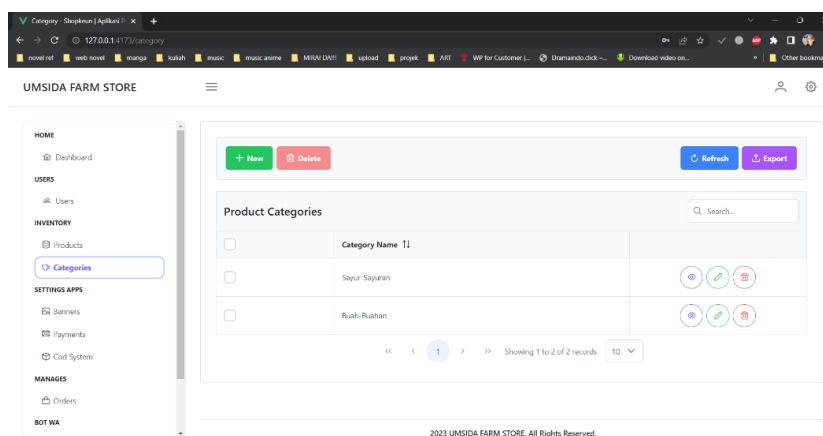 Category - Shopkrun | Aplikasi P
127.0.0.1:4173/category
novel ref web novel manga kuliah music music anime MIRAI DAI!! upload projek ART WP for Customer |... Dramaindo.click –... Download video on... » Other bookma
UMSIDA FARM STORE
HOME
Dashboard
USERS
Users
INVENTORY
Products
Categories
SETTINGS APPS
Banners
Payments
Cod System
MANAGES
Orders
BOT WA
New Delete Refresh Export
Product Categories Search...
Category Name
Sayur-Sayuran
Buah-Buahan
1 Showing 1 to 2 of 2 records 10
2023 UMSIDA FARM STORE. All Rights Reserved.